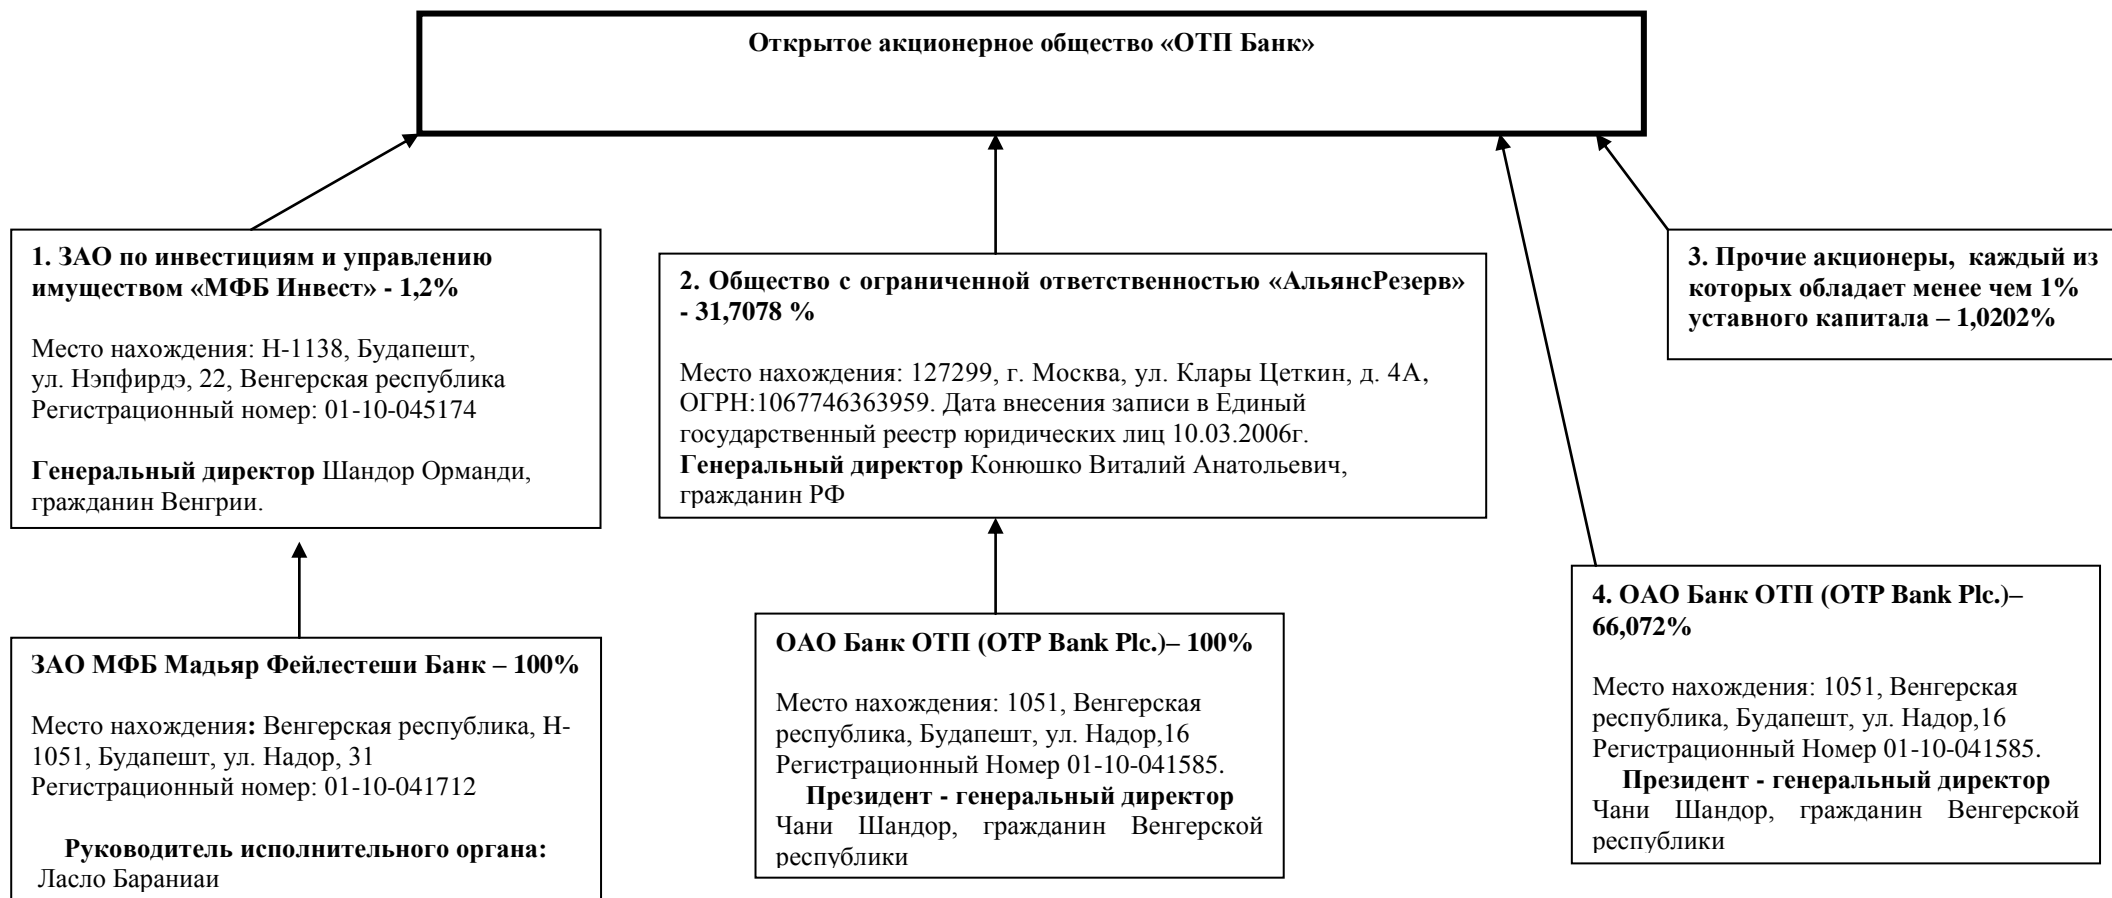 Открытое акционерное общество «ОТП Банк»
1. ЗАО по инвестициям и управлению
имуществом «МФБ Инвест» - 1,2%
Место нахождения: Н-1138, Будапешт,
ул. Нэпфирдэ, 22, Венгерская республика
Регистрационный номер: 01-10-045174
Генеральный директор Шандор Орманди,
гражданин Венгрии.
2. Общество с ограниченной ответственностью «АльянсРезерв»
- 31,7078 %
Место нахождения: 127299, г. Москва, ул. Клары Цеткин, д. 4А,
ОГРН:1067746363959. Дата внесения записи в Единый
государственный реестр юридических лиц 10.03.2006г.
Генеральный директор Конюшко Виталий Анатольевич,
гражданин РФ
3. Прочие акционеры, каждый из
которых обладает менее чем 1%
уставного капитала – 1,0202%
ЗАО МФБ Мадьяр Фейлестеши Банк – 100%
Место нахождения: Венгерская республика, Н-
1051, Будапешт, ул. Надор, 31
Регистрационный номер: 01-10-041712
Руководитель исполнительного органа:
Ласло Бараниаи
ОАО Банк ОТП (OTP Bank Plc.)– 100%
Место нахождения: 1051, Венгерская
республика, Будапешт, ул. Надор,16
Регистрационный Номер 01-10-041585.
Президент - генеральный директор
Чани Шандор, гражданин Венгерской
республики
4. ОАО Банк ОТП (OTP Bank Plc.)–
66,072%
Место нахождения: 1051, Венгерская
республика, Будапешт, ул. Надор,16
Регистрационный Номер 01-10-041585.
Президент - генеральный директор
Чани Шандор, гражданин Венгерской
республики